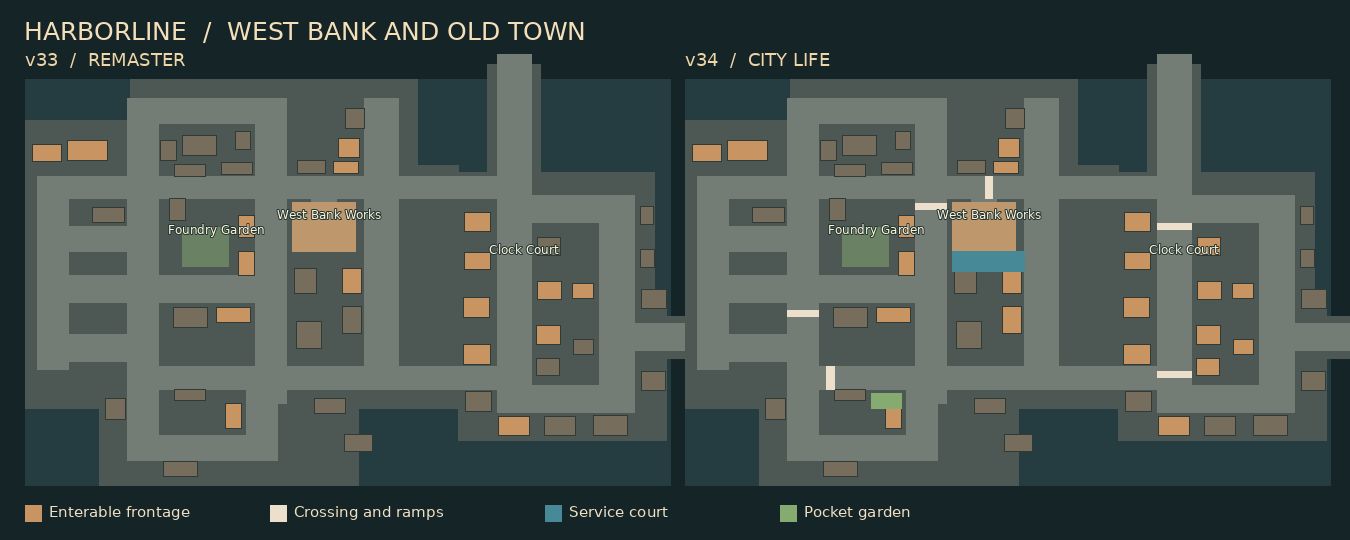 HARBORLINE / WEST BANK AND OLD TOWN
v33 / REMASTER
v34 / CITY LIFE
West Bank Works
Foundry Garden
Clock Court
West Bank Works
Foundry Garden
Clock Court
Enterable frontage
Crossing and ramps
Service court
Pocket garden